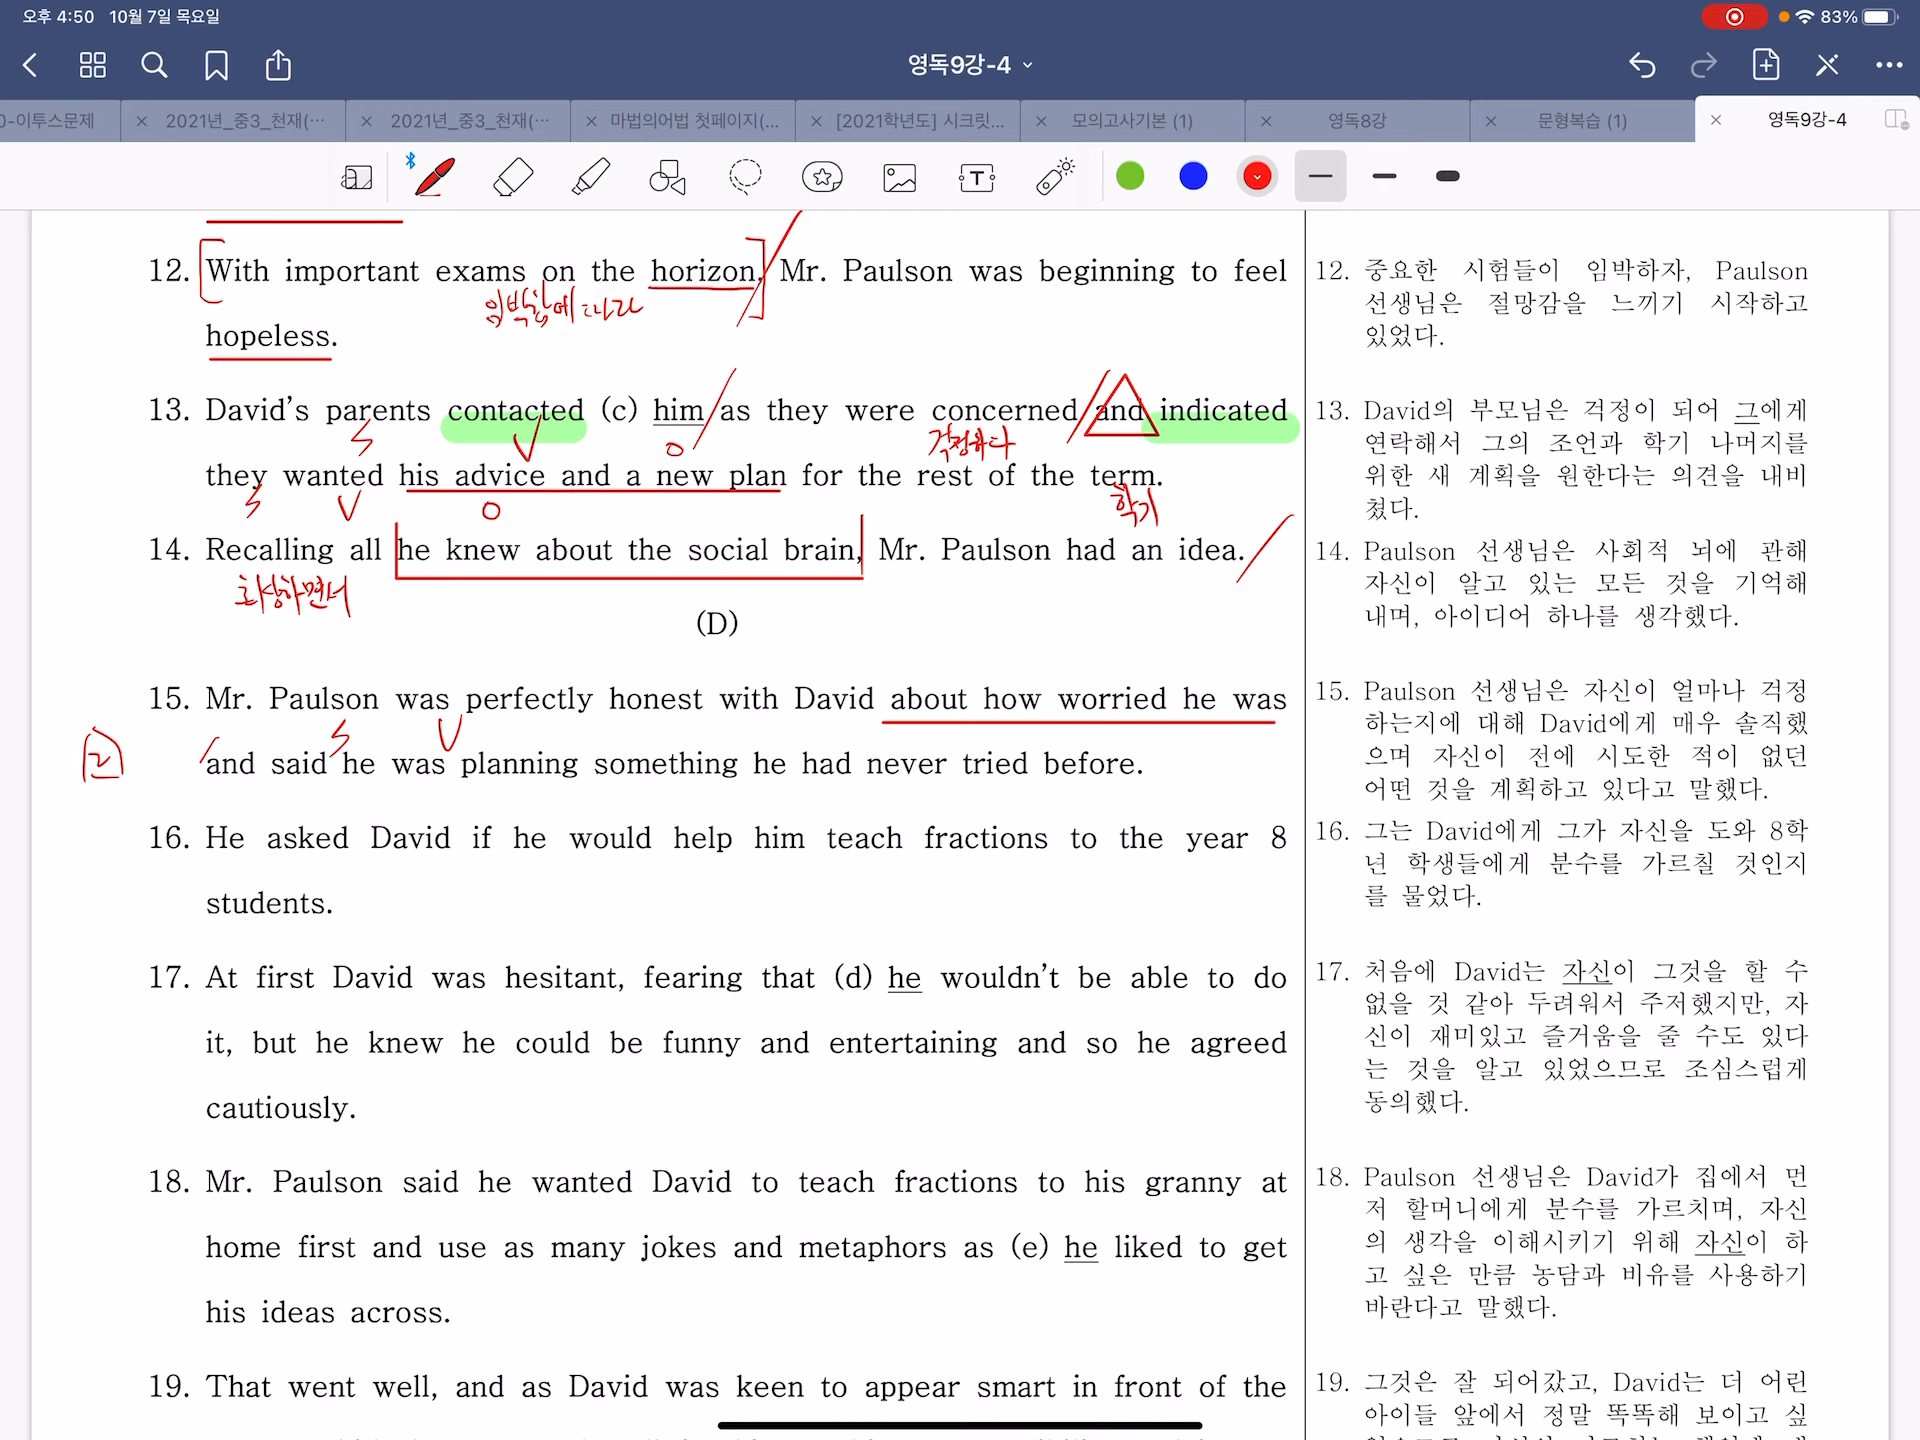 오후 4:50 10월 7일 목요일
83%
영독9강-4
0-이투스문제
2021년_중3_천재(…
2021년_중3_천재(…
마법의어법 첫페이지(...
[2021학년도] 시크릿...
모의고사기본 (1)
영독8강
문형복습 (1)
영독9강-4
12. With important exams on the horizon, Mr. Paulson was beginning to feel
임박함에 따라
hopeless.
13. David's parents contacted (c) him as they were concerned and indicated
S V O 걱정하다
they wanted his advice and a new plan for the rest of the term.
S V O 학기
14. Recalling all he knew about the social brain, Mr. Paulson had an idea.
회상하면서
(D)
15. Mr. Paulson was perfectly honest with David about how worried he was
S V
2
and said he was planning something he had never tried before.
16. He asked David if he would help him teach fractions to the year 8
students.
17. At first David was hesitant, fearing that (d) he wouldn't be able to do
it, but he knew he could be funny and entertaining and so he agreed
cautiously.
18. Mr. Paulson said he wanted David to teach fractions to his granny at
home first and use as many jokes and metaphors as (e) he liked to get
his ideas across.
19. That went well, and as David was keen to appear smart in front of the
12. 중요한 시험들이 임박하자, Paulson
선생님은 절망감을 느끼기 시작하고
있었다.
13. David의 부모님은 걱정이 되어 그에게
연락해서 그의 조언과 학기 나머지를
위한 새 계획을 원한다는 의견을 내비
쳤다.
14. Paulson 선생님은 사회적 뇌에 관해
자신이 알고 있는 모든 것을 기억해
내며, 아이디어 하나를 생각했다.
15. Paulson 선생님은 자신이 얼마나 걱정
하는지에 대해 David에게 매우 솔직했
으며 자신이 전에 시도한 적이 없던
어떤 것을 계획하고 있다고 말했다.
16. 그는 David에게 그가 자신을 도와 8학
년 학생들에게 분수를 가르칠 것인지
를 물었다.
17. 처음에 David는 자신이 그것을 할 수
없을 것 같아 두려워서 주저했지만, 자
신이 재미있고 즐거움을 줄 수도 있다
는 것을 알고 있었으므로 조심스럽게
동의했다.
18. Paulson 선생님은 David가 집에서 먼
저 할머니에게 분수를 가르치며, 자신
의 생각을 이해시키기 위해 자신이 하
고 싶은 만큼 농담과 비유를 사용하기
바란다고 말했다.
19. 그것은 잘 되어갔고, David는 더 어린
아이들 앞에서 정말 똑똑해 보이고 싶